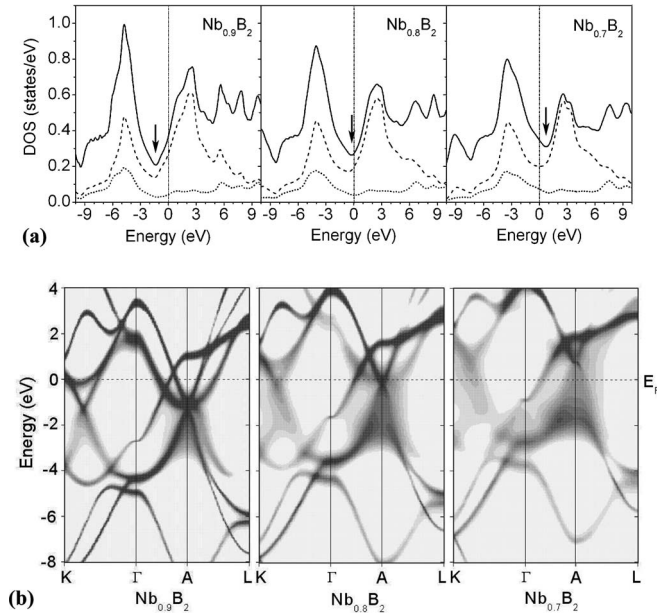 Nb0.9B2 Nb0.8B2 Nb0.7B2
1.0
0.8
0.6
0.4
0.2
0.0
DOS (states/eV)
-9 -6 -3 0 3 6 9 -9 -6 -3 0 3 6 9 -9 -6 -3 0 3 6 9
(a) Energy (eV) Energy (eV) Energy (eV)
4
2
0
-2
-4
-6
-8
Energy (eV)
EF
K Γ A L K Γ A L K Γ A L
(b) Nb0.9B2 Nb0.8B2 Nb0.7B2